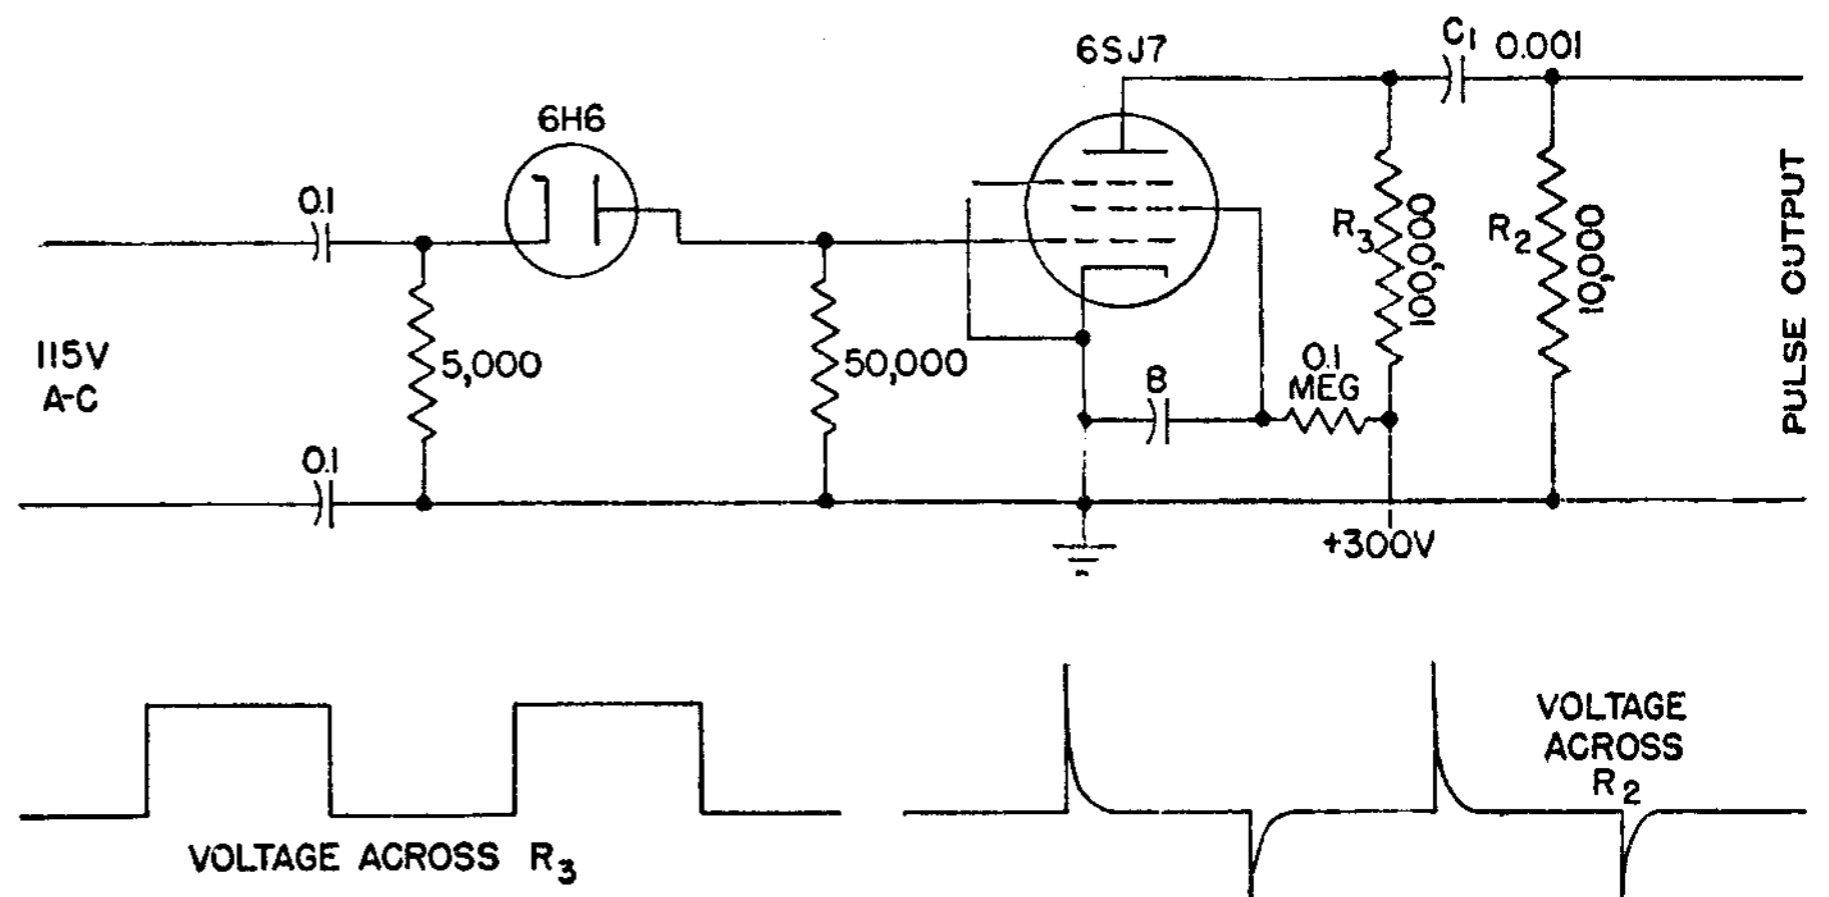 6SJ7
C1 0.001
6H6
0.1
R3
100,000
R2
10,000
PULSE OUTPUT
115V
A-C
5,000
50,000
8
0.1
MEG
0.1
+300V
VOLTAGE ACROSS R3
VOLTAGE
ACROSS
R2